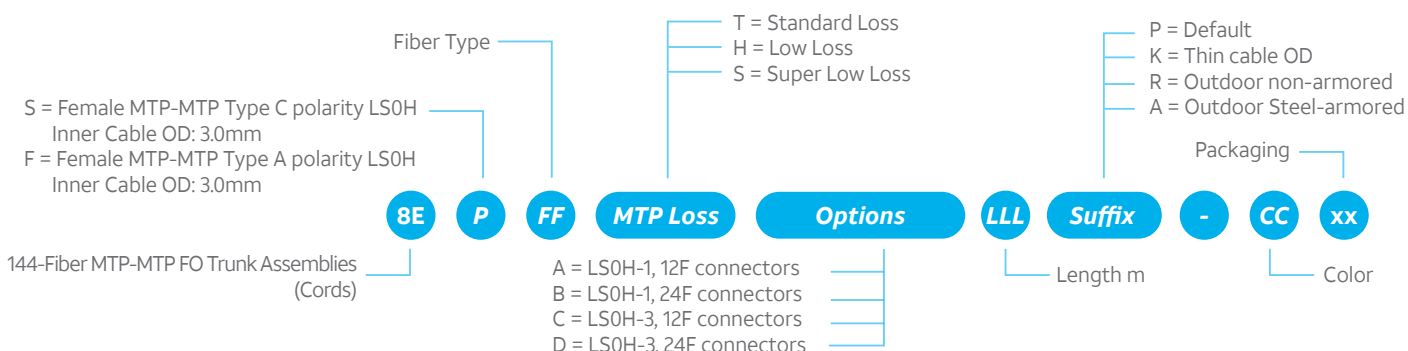 Fiber Type
T = Standard Loss
H = Low Loss
S = Super Low Loss
P = Default
K = Thin cable OD
R = Outdoor non-armored
A = Outdoor Steel-armored
S = Female MTP-MTP Type C polarity LS0H
Inner Cable OD: 3.0mm
F = Female MTP-MTP Type A polarity LS0H
Inner Cable OD: 3.0mm
Packaging
8E P FF MTP Loss Options LLL Suffix - CC xx
144-Fiber MTP-MTP FO Trunk Assemblies
(Cords)
A = LS0H-1, 12F connectors
B = LS0H-1, 24F connectors
C = LS0H-3, 12F connectors
D = LS0H-3, 24F connectors
Length m
Color